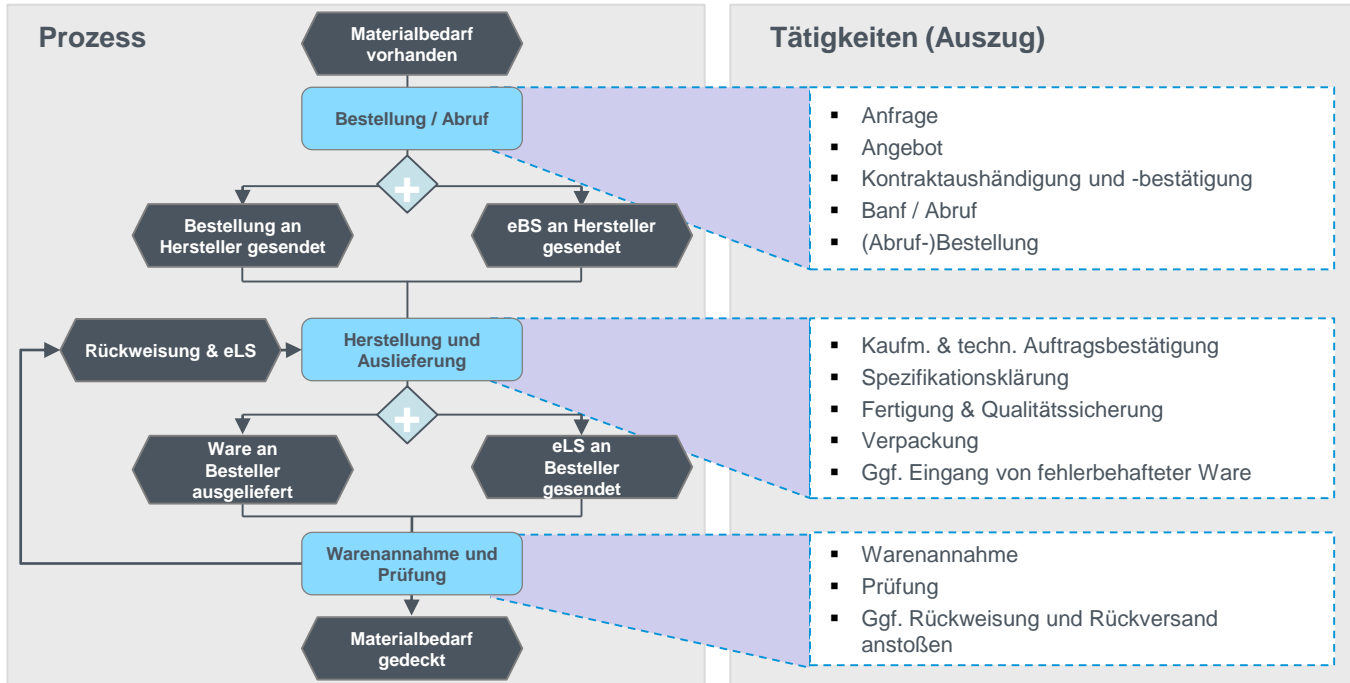 Prozess
Materialbedarf
vorhanden
Bestellung / Abruf
Bestellung an
Hersteller gesendet
eBS an Hersteller
gesendet
Rückweisung & eLS
Herstellung und
Auslieferung
Ware an
Besteller
ausgeliefert
eLS an
Besteller
gesendet
Warenannahme und
Prüfung
Materialbedarf
gedeckt
Tätigkeiten (Auszug)
▪ Anfrage
▪ Angebot
▪ Kontraktaushändigung und -bestätigung
▪ Banf / Abruf
▪ (Abruf-)Bestellung
▪ Kaufm. & techn. Auftragsbestätigung
▪ Spezifikationsklärung
▪ Fertigung & Qualitätssicherung
▪ Verpackung
▪ Ggf. Eingang von fehlerbehafteter Ware
▪ Warenannahme
▪ Prüfung
▪ Ggf. Rückweisung und Rückversand
anstoßen